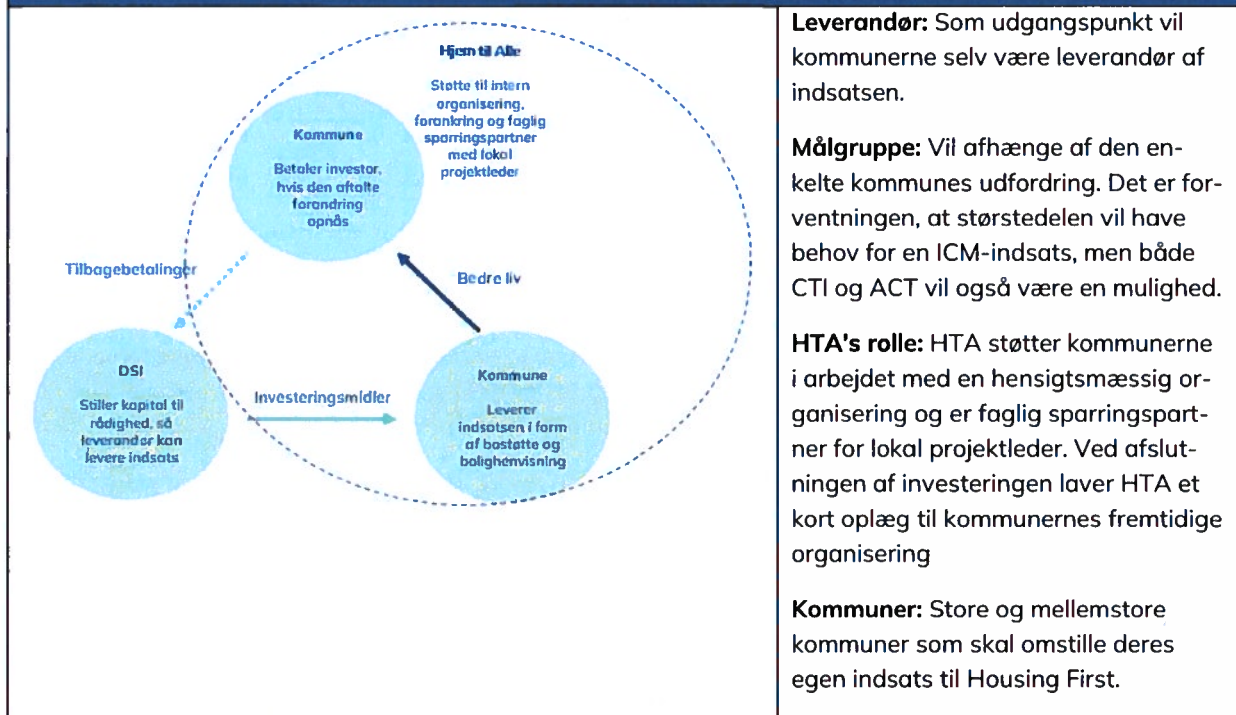 Hjem til Alle
Støtte til intern
organisering,
forankring og faglig
sparringspartner
med lokal
projektleder
Kommune
Betaler investor,
hvis den aftalte
forandring
opnås
Tilbagebetalinger
Bedre liv
DSI
Stiller kapital til
rådighed, så
leverandør kan
levere indsats
Investeringsmidler
Kommune
Leverer
indsatsen i form
af bostøtte og
bolighenvisning
Leverandør: Som udgangspunkt vil
kommunerne selv være leverandør af
indsatsen.
Målgruppe: Vil afhænge af den en-
kelte kommunes udfordring. Det er for-
ventningen, at størstedelen vil have
behov for en ICM-indsats, men både
CTI og ACT vil også være en mulighed.
HTA's rolle: HTA støtter kommunerne
i arbejdet med en hensigtsmæssig or-
ganisering og er faglig sparringspart-
ner for lokal projektleder. Ved afslut-
ningen af investeringen laver HTA et
kort oplæg til kommunernes fremtidige
organisering
Kommuner: Store og mellemstore
kommuner som skal omstille deres
egen indsats til Housing First.